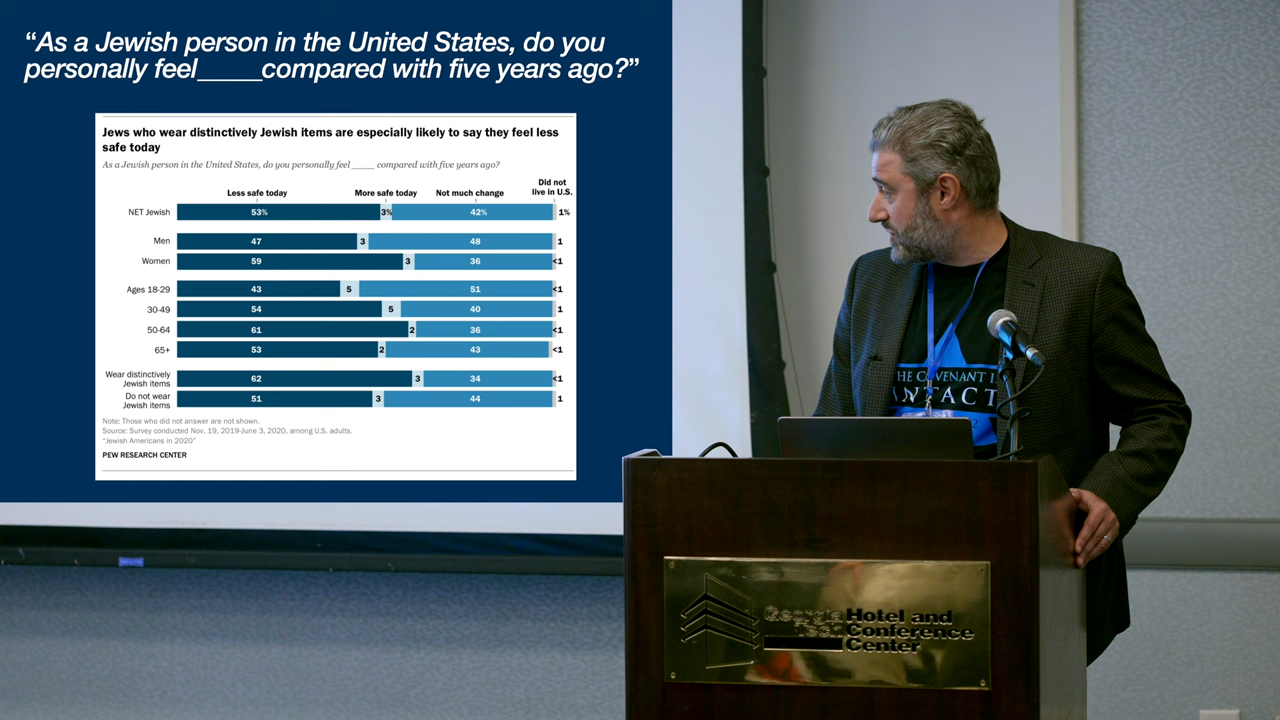 “As a Jewish person in the United States, do you
personally feel____compared with five years ago?”
Jews who wear distinctively Jewish items are especially likely to say they feel less
safe today
As a Jewish person in the United States, do you personally feel ____ compared with five years ago?
Less safe today More safe today Not much change Did not
live in U.S.
NET Jewish 53% 3% 42% 1%
Men 47 3 48 1
Women 59 3 36 <1
Ages 18-29 43 5 51 <1
30-49 54 5 40 1
50-64 61 2 36 <1
65+ 53 2 43 <1
Wear distinctively
Jewish items 62 3 34 <1
Do not wear
Jewish items 51 3 44 1
Note: Those who did not answer are not shown.
Source: Survey conducted Nov. 19, 2019-June 3, 2020, among U.S. adults.
“Jewish Americans in 2020”
PEW RESEARCH CENTER
HE COVENANT I
NTACT
2
Hotel and
Conference
Center